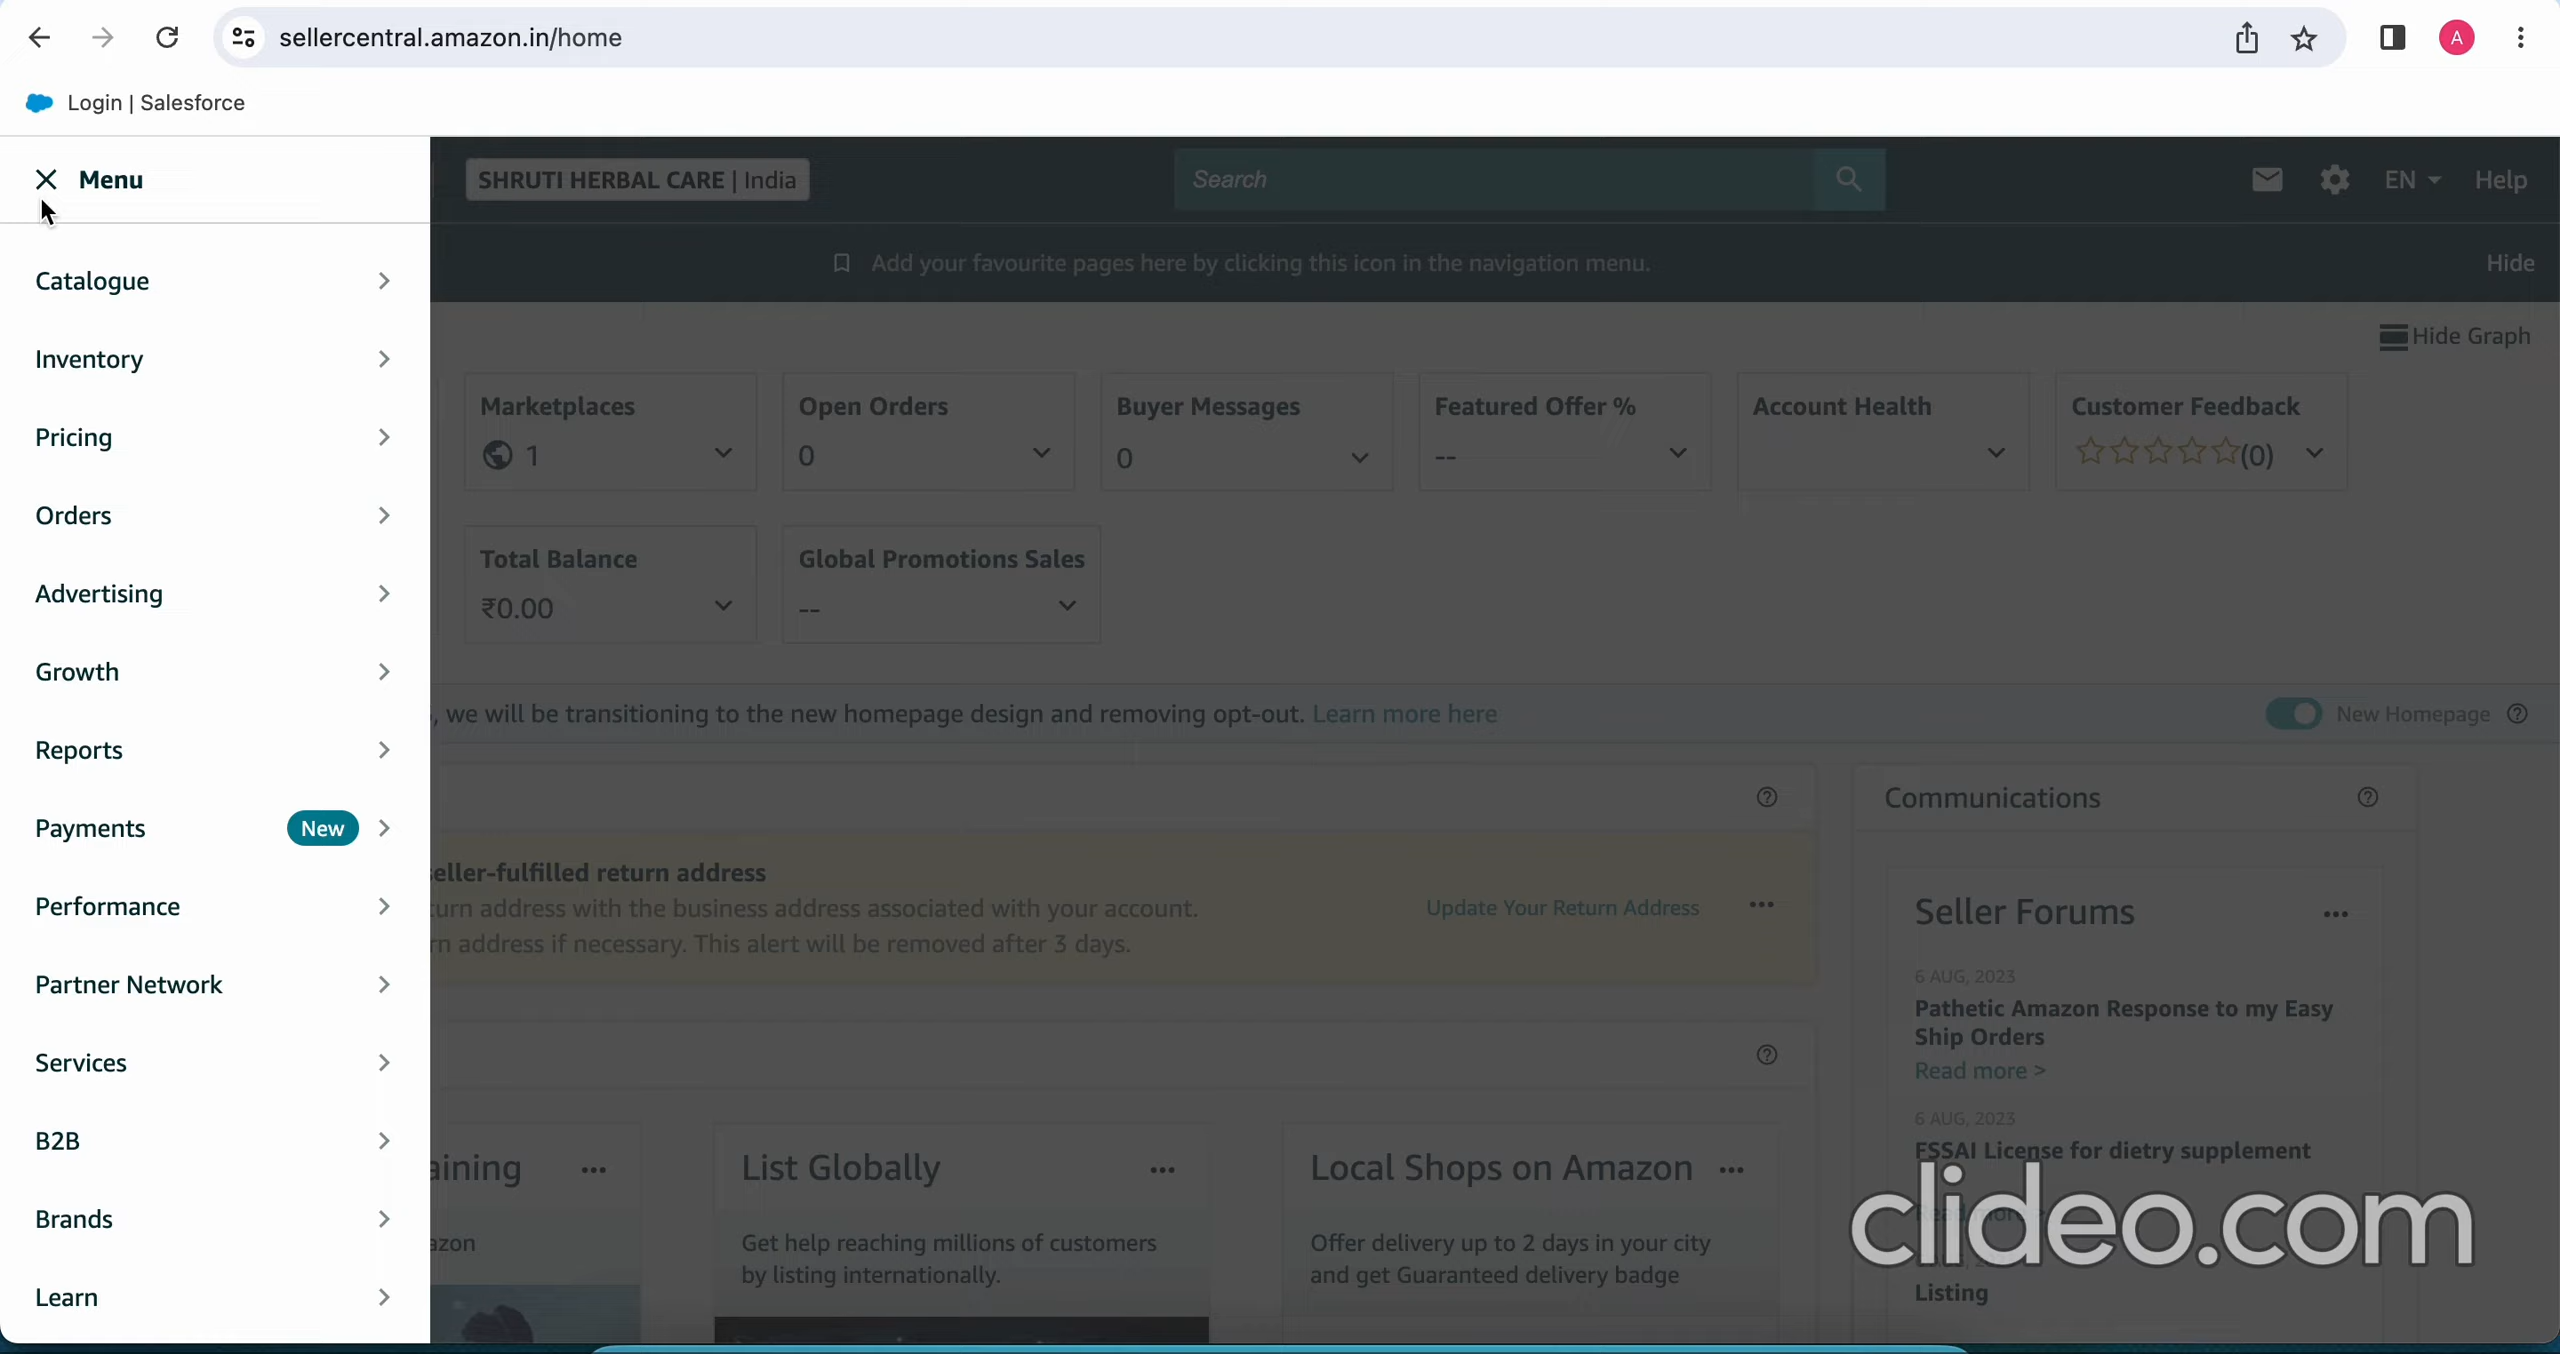 sellercentral.amazon.in/home
A
Login | Salesforce
Menu
SHRUTI HERBAL CARE | India
Search
EN
Help
Add your favourite pages here by clicking this icon in the navigation menu.
Hide
Catalogue
Inventory
Pricing
Orders
Advertising
Growth
Reports
Payments New
Performance
Partner Network
Services
B2B
Brands
Learn
Hide Graph
Marketplaces
1
Open Orders
0
Buyer Messages
0
Featured Offer %
--
Account Health
Customer Feedback
(0)
Total Balance
₹0.00
Global Promotions Sales
--
, we will be transitioning to the new homepage design and removing opt-out. Learn more here
New Homepage
eller-fulfilled return address
urn address with the business address associated with your account.
n address if necessary. This alert will be removed after 3 days.
Update Your Return Address
Communications
Seller Forums
6 AUG, 2023
Pathetic Amazon Response to my Easy
Ship Orders
Read more >
6 AUG, 2023
FSSAI License for dietry supplement
Listing
aining
azon
List Globally
Get help reaching millions of customers
by listing internationally.
Local Shops on Amazon
Offer delivery up to 2 days in your city
and get Guaranteed delivery badge
clideo.com